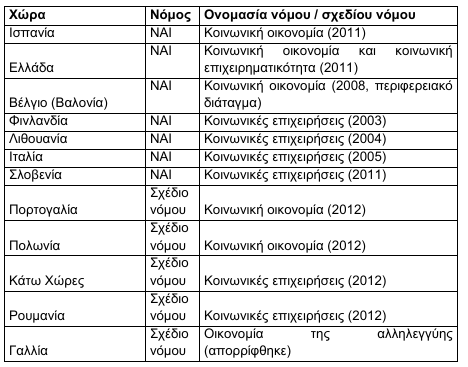 Χώρα Νόμος Ονομασία νόμου / σχεδίου νόμου
Ισπανία ΝΑΙ Κοινωνική οικονομία (2011)
Ελλάδα ΝΑΙ Κοινωνική οικονομία και κοινωνική
επιχειρηματικότητα (2011)
Βέλγιο (Βαλονία) ΝΑΙ Κοινωνική οικονομία (2008, περιφερειακό
διάταγμα)
Φινλανδία ΝΑΙ Κοινωνικές επιχειρήσεις (2003)
Λιθουανία ΝΑΙ Κοινωνικές επιχειρήσεις (2004)
Ιταλία ΝΑΙ Κοινωνικές επιχειρήσεις (2005)
Σλοβενία ΝΑΙ Κοινωνικές επιχειρήσεις (2011)
Σχέδιο
Πορτογαλία νόμου Κοινωνική οικονομία (2012)
Σχέδιο
Πολωνία νόμου Κοινωνική οικονομία (2012)
Σχέδιο
Κάτω Χώρες νόμου Κοινωνικές επιχειρήσεις (2012)
Σχέδιο
Ρουμανία νόμου Κοινωνικές επιχειρήσεις (2012)
Σχέδιο Οικονομία της αλληλεγγύης
Γαλλία νόμου (απορρίφθηκε)